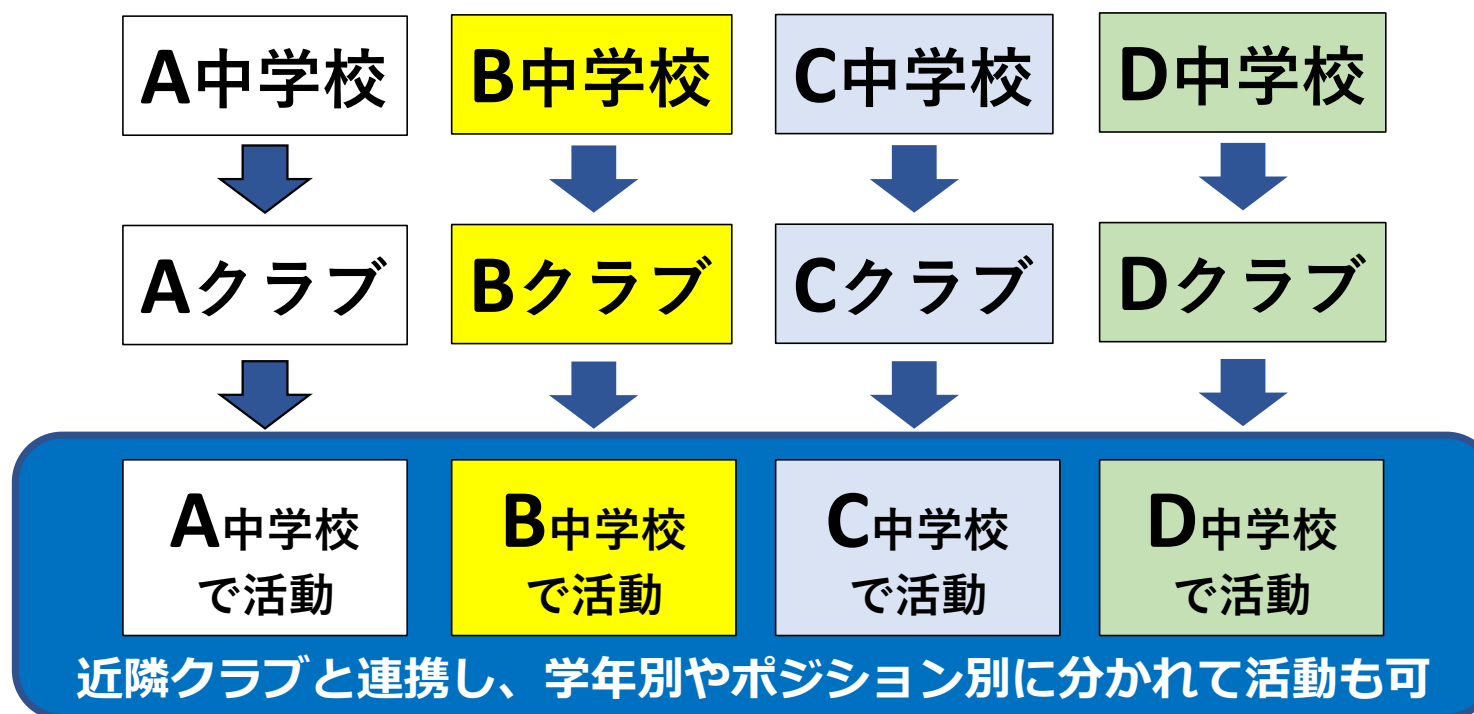 A中学校
B中学校
C中学校
D中学校
Aクラブ
Bクラブ
Cクラブ
Dクラブ
A中学校
で活動
B中学校
で活動
C中学校
で活動
D中学校
で活動
近隣クラブと連携し、学年別やポジション別に分かれて活動も可